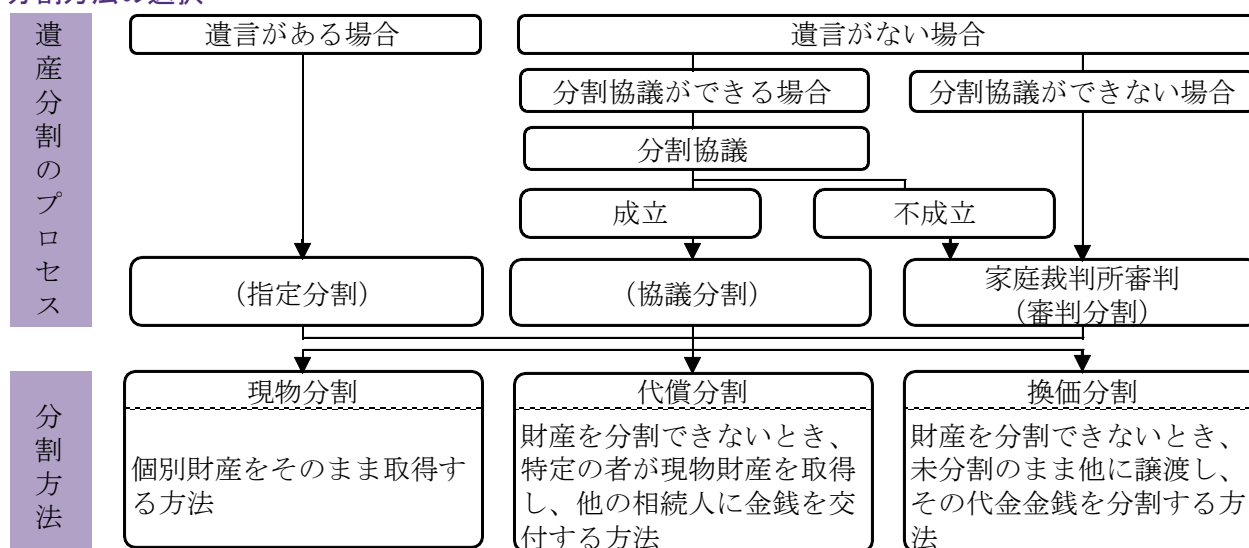 分割方法の選択
遺産分割のプロセス
遺言がある場合
遺言がない場合
分割協議ができる場合
分割協議ができない場合
分割協議
成立
不成立
(指定分割)
(協議分割)
家庭裁判所審判
(審判分割)
分割方法
現物分割
個別財産をそのまま取得す
る方法
代償分割
財産を分割できないとき、
特定の者が現物財産を取得
し、他の相続人に金銭を交
付する方法
換価分割
財産を分割できないとき、
未分割のまま他に譲渡し、
その代金金銭を分割する方
法